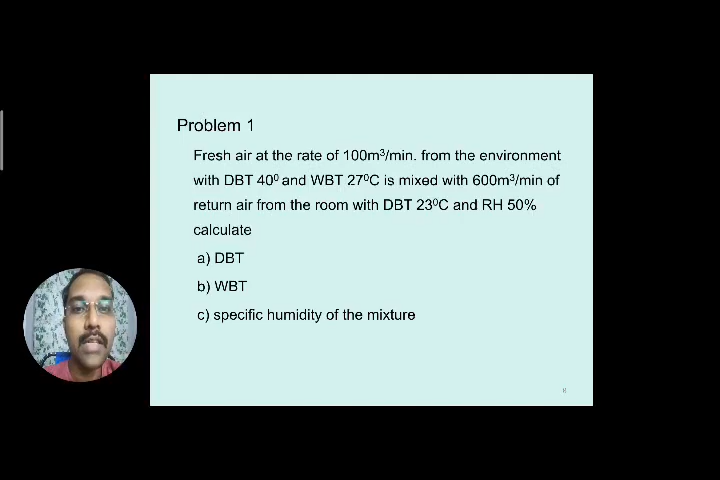 Problem 1
Fresh air at the rate of 100m³/min. from the environment
with DBT 40⁰ and WBT 27⁰C is mixed with 600m³/min of
return air from the room with DBT 23⁰C and RH 50%
calculate
a) DBT
b) WBT
c) specific humidity of the mixture